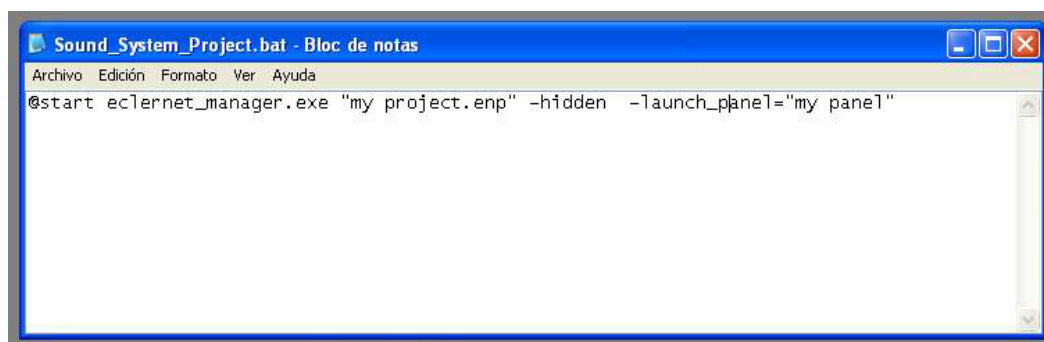 Sound_System_Project.bat - Bloc de notas
Archivo Edición Formato Ver Ayuda
@start eclernet_manager.exe "my project.enp" -hidden  -launch_panel="my panel"